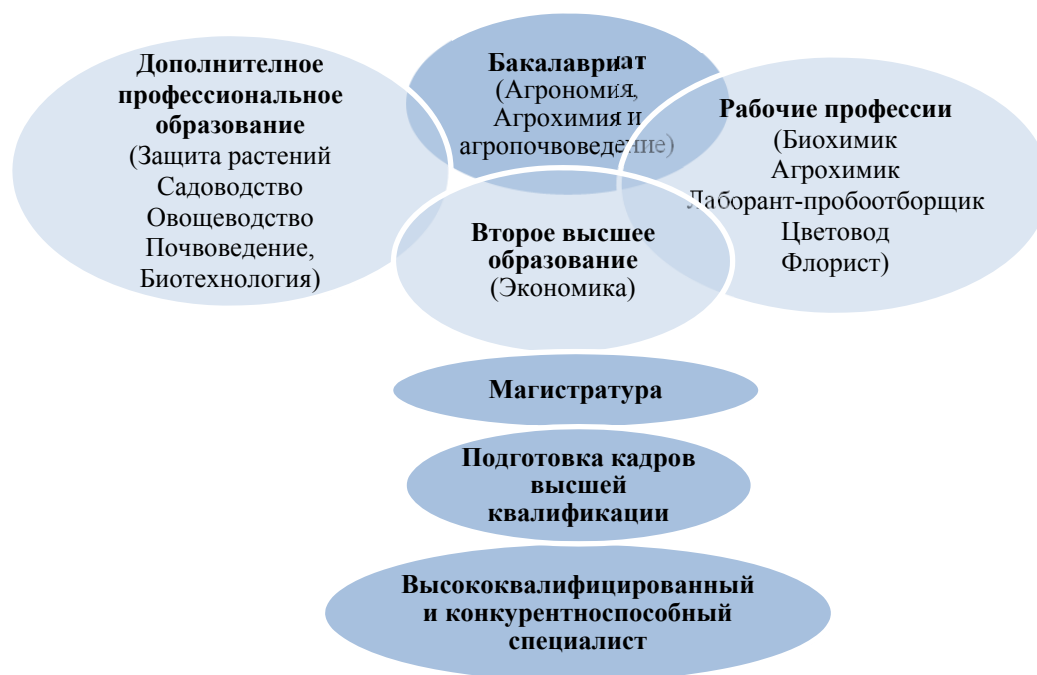 Дополнителное
профессиональное
образование
(Защита растений
Садоводство
Овощеводство
Почвоведение,
Биотехнология)
Бакалавриат
(Агрономия,
Агрохимия и
агропочвоведение)
Рабочие профессии
(Биохимик
Агрохимик
Лаборант-пробоотборщик
Цветовод
Флорист)
Второе высшее
образование
(Экономика)
Магистратура
Подготовка кадров
высшей
квалификации
Высококвалифицированный
и конкурентноспособный
специалист